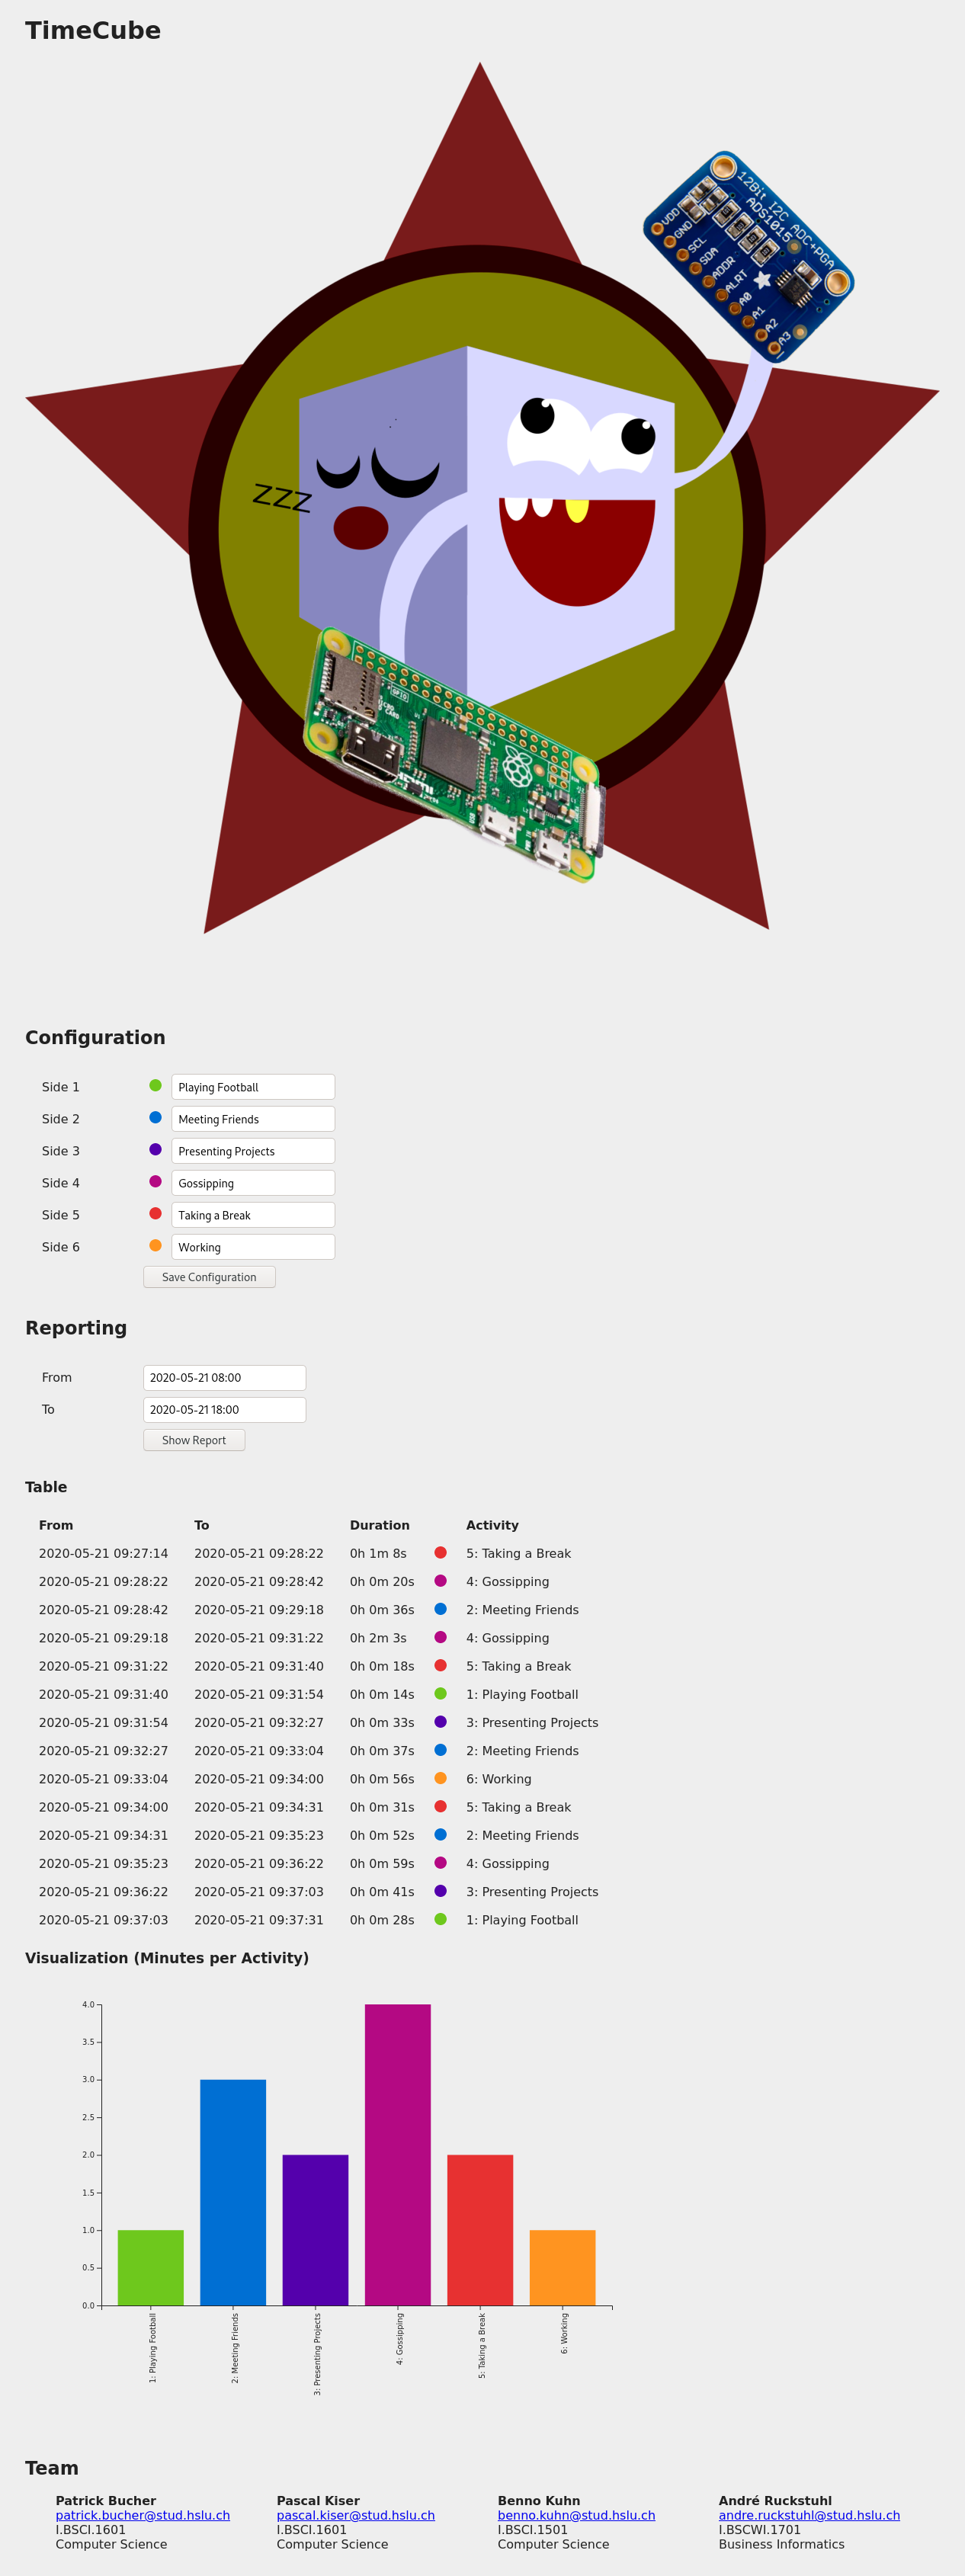 TimeCube
12Bit I2C ADC+PGA
ADS1015
VDD
GND
SCL
SDA
ADDR
ALRT
A0
A1
A2
A3
ZZZ
GPIO
Configuration
Side 1 Playing Football
Side 2 Meeting Friends
Side 3 Presenting Projects
Side 4 Gossipping
Side 5 Taking a Break
Side 6 Working
Save Configuration
Reporting
From 2020-05-21 08:00
To 2020-05-21 18:00
Show Report
Table
From To Duration Activity
2020-05-21 09:27:14 2020-05-21 09:28:22 0h 1m 8s 5: Taking a Break
2020-05-21 09:28:22 2020-05-21 09:28:42 0h 0m 20s 4: Gossipping
2020-05-21 09:28:42 2020-05-21 09:29:18 0h 0m 36s 2: Meeting Friends
2020-05-21 09:29:18 2020-05-21 09:31:22 0h 2m 3s 4: Gossipping
2020-05-21 09:31:22 2020-05-21 09:31:40 0h 0m 18s 5: Taking a Break
2020-05-21 09:31:40 2020-05-21 09:31:54 0h 0m 14s 1: Playing Football
2020-05-21 09:31:54 2020-05-21 09:32:27 0h 0m 33s 3: Presenting Projects
2020-05-21 09:32:27 2020-05-21 09:33:04 0h 0m 37s 2: Meeting Friends
2020-05-21 09:33:04 2020-05-21 09:34:00 0h 0m 56s 6: Working
2020-05-21 09:34:00 2020-05-21 09:34:31 0h 0m 31s 5: Taking a Break
2020-05-21 09:34:31 2020-05-21 09:35:23 0h 0m 52s 2: Meeting Friends
2020-05-21 09:35:23 2020-05-21 09:36:22 0h 0m 59s 4: Gossipping
2020-05-21 09:36:22 2020-05-21 09:37:03 0h 0m 41s 3: Presenting Projects
2020-05-21 09:37:03 2020-05-21 09:37:31 0h 0m 28s 1: Playing Football
Visualization (Minutes per Activity)
4.0
3.5
3.0
2.5
2.0
1.5
1.0
0.5
0.0
1: Playing Football
2: Meeting Friends
3: Presenting Projects
4: Gossipping
5: Taking a Break
6: Working
Team
Patrick Bucher Pascal Kiser Benno Kuhn André Ruckstuhl
patrick.bucher@stud.hslu.ch pascal.kiser@stud.hslu.ch benno.kuhn@stud.hslu.ch andre.ruckstuhl@stud.hslu.ch
I.BSCI.1601 I.BSCI.1601 I.BSCI.1501 I.BSCWI.1701
Computer Science Computer Science Computer Science Business Informatics